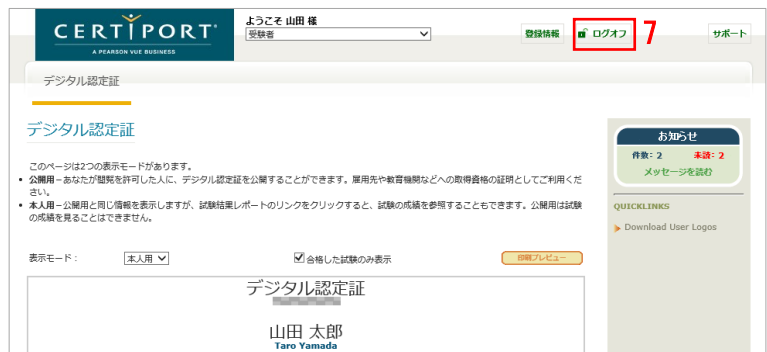 CERTIPORT
A PEARSON VUE BUSINESS
ようこそ 山田 様
受験者
登録情報
ログオフ
7
サポート
デジタル認定証
デジタル認定証
このページは2つの表示モードがあります。
• 公開用－あなたが閲覧を許可した人に、デジタル認定証を公開することができます。雇用先や教育機関などへの取得資格の証明としてご利用くだ
さい。
• 本人用－公開用と同じ情報を表示しますが、試験結果レポートのリンクをクリックすると、試験の成績を参照することもできます。公開用は試験
の成績を見ることはできません。
お知らせ
件数: 2 未読: 2
メッセージを読む
QUICKLINKS
Download User Logos
表示モード： 本人用 合格した試験のみ表示 印刷プレビュー
デジタル認定証
山田 太郎
Taro Yamada